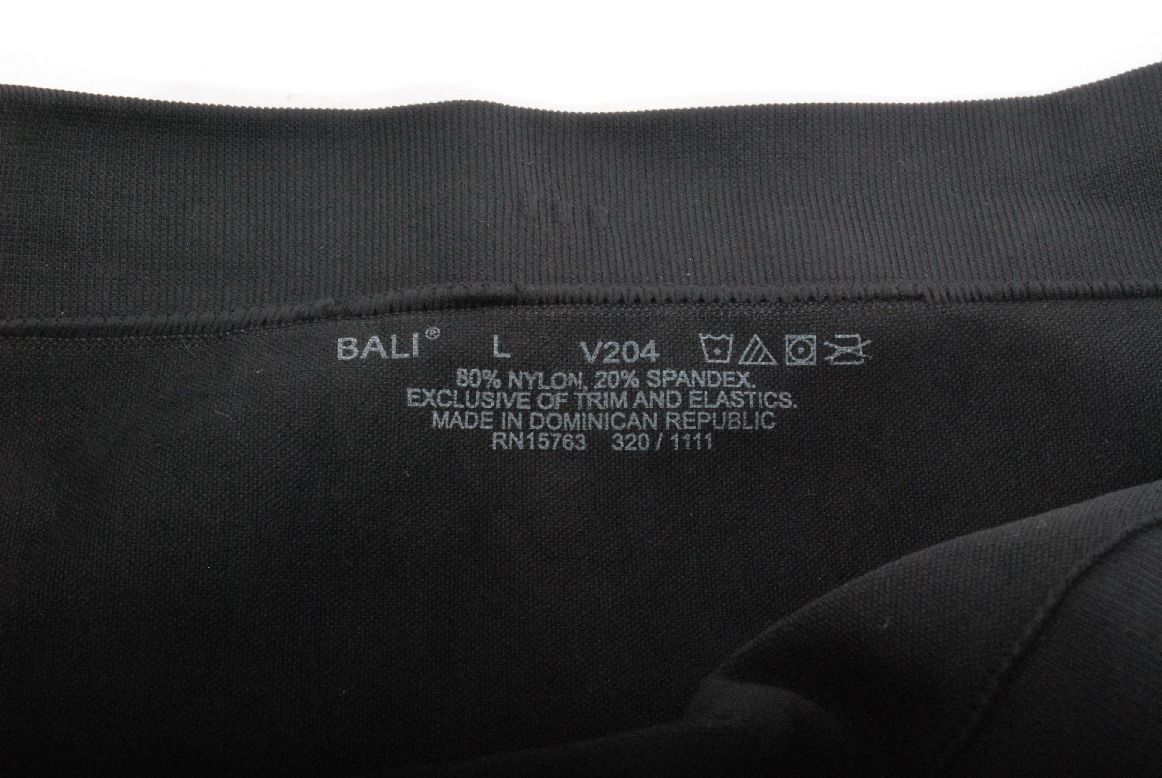 BALI® L V204
80% NYLON, 20% SPANDEX.
EXCLUSIVE OF TRIM AND ELASTICS.
MADE IN DOMINICAN REPUBLIC
RN15763 320 / 1111